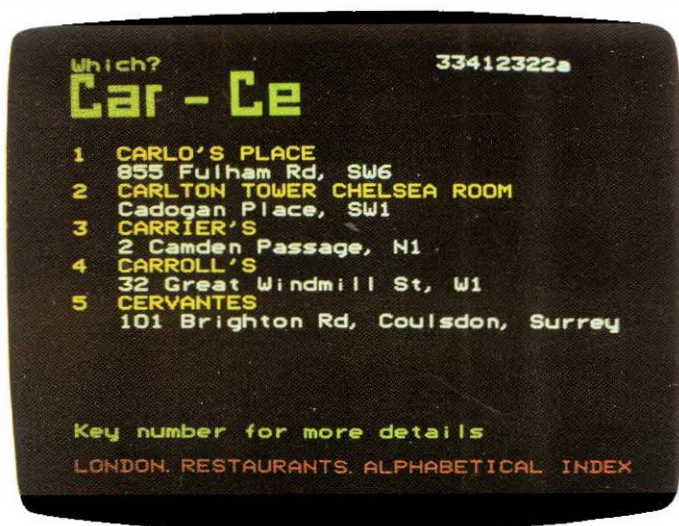 Which? 33412322a
Car - Ce
1 CARLO'S PLACE
855 Fulham Rd, SW6
2 CARLTON TOWER CHELSEA ROOM
Cadogan Place, SW1
3 CARRIER'S
2 Camden Passage, N1
4 CARROLL'S
32 Great Windmill St, W1
5 CERVANTES
101 Brighton Rd, Coulsdon, Surrey
Key number for more details
LONDON. RESTAURANTS. ALPHABETICAL INDEX